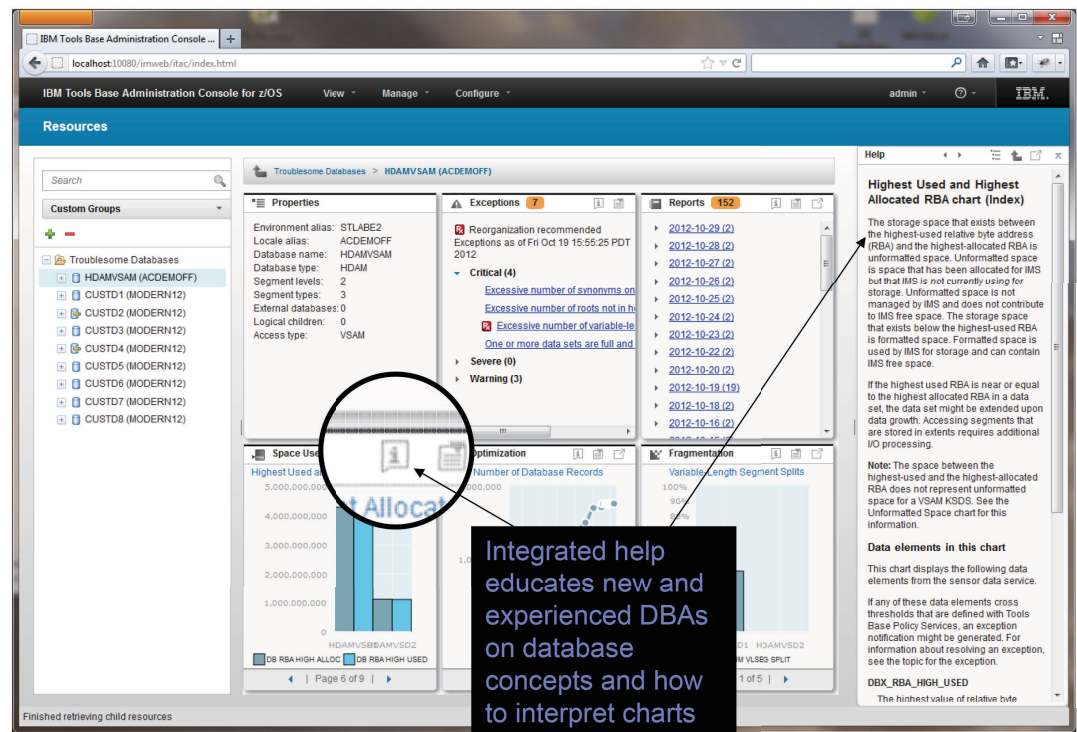 IBM Tools Base Administration Console ...
localhost:10080/imweb/itac/index.html
IBM Tools Base Administration Console for z/OS View Manage Configure admin IBM.
Resources
Search
Custom Groups
Troublesome Databases
HDAMVSAM (ACDEMOFF)
CUSTD1 (MODERN12)
CUSTD2 (MODERN12)
CUSTD3 (MODERN12)
CUSTD4 (MODERN12)
CUSTD5 (MODERN12)
CUSTD6 (MODERN12)
CUSTD7 (MODERN12)
CUSTD8 (MODERN12)
Troublesome Databases > HDAMVSAM (ACDEMOFF)
Properties
Environment alias: STLABE2
Locale alias: ACDEMOFF
Database name: HDAMVSAM
Database type: HDAM
Segment levels: 2
Segment types: 3
External databases: 0
Logical children: 0
Access type: VSAM
Exceptions 7
Reorganization recommended
Exceptions as of Fri Oct 19 15:55:25 PDT
2012
Critical (4)
Excessive number of synonyms on
Excessive number of roots not in h
Excessive number of variable-le
One or more data sets are full and
Severe (0)
Warning (3)
Reports 152
2012-10-29 (2)
2012-10-28 (2)
2012-10-27 (2)
2012-10-26 (2)
2012-10-25 (2)
2012-10-24 (2)
2012-10-23 (2)
2012-10-22 (2)
2012-10-20 (2)
2012-10-19 (19)
2012-10-18 (2)
2012-10-16 (2)
Space Use
Highest Used a
5,000,000,000
4,000,000,000
3,000,000,000
2,000,000,000
1,000,000,000
0
DB RBA HIGH ALLOC DB RBA HIGH USED
Page 6 of 9
t Allocat
Optimization
Number of Database Records
Fragmentation
Variable-Length Segment Splits
100%
90%
80%
VLSEG SPLIT
1 of 5
Integrated help
educates new and
experienced DBAs
on database
concepts and how
to interpret charts
Help
Highest Used and Highest
Allocated RBA chart (Index)
The storage space that exists between
the highest-used relative byte address
(RBA) and the highest-allocated RBA is
unformatted space. Unformatted space
is space that has been allocated for IMS
but that IMS is not currently using for
storage. Unformatted space is not
managed by IMS and does not contribute
to IMS free space. The storage space
that exists below the highest-used RBA
is formatted space. Formatted space is
used by IMS for storage and can contain
IMS free space.
If the highest used RBA is near or equal
to the highest allocated RBA in a data
set, the data set might be extended upon
data growth. Accessing segments that
are stored in extents requires additional
I/O processing.
Note: The space between the
highest-used and the highest-allocated
RBA does not represent unformatted
space for a VSAM KSDS. See the
Unformatted Space chart for this
information.
Data elements in this chart
This chart displays the following data
elements from the sensor data service.
If any of these data elements cross
thresholds that are defined with Tools
Base Policy Services, an exception
notification might be generated. For
information about resolving an exception,
see the topic for the exception.
DBX_RBA_HIGH_USED
The highest value of relative byte
Finished retrieving child resources